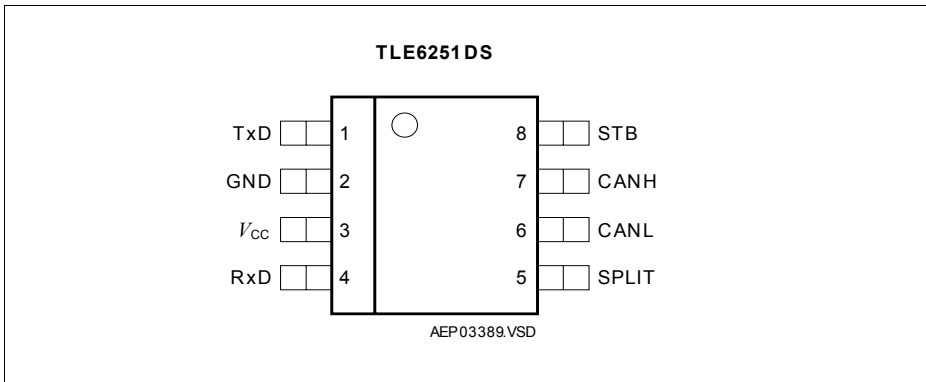 TLE6251DS
TxD 1 8 STB
GND 2 7 CANH
VCC 3 6 CANL
RxD 4 5 SPLIT
AEP03389.VSD